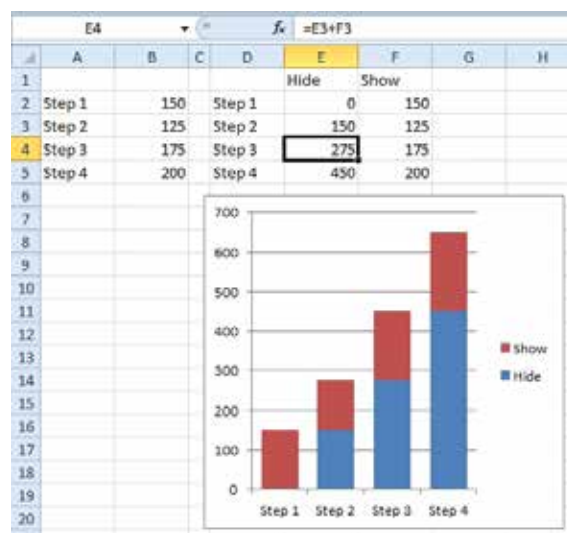 E4 fx =E3+F3
A B C D E F G H
1 Hide Show
2 Step 1 150 Step 1 0 150
3 Step 2 125 Step 2 150 125
4 Step 3 175 Step 3 275 175
5 Step 4 200 Step 4 450 200
6
7
8
9
10
11
12
13
14
15
16
17
18
19
20
700
600
500
400
300
200
100
0
Step 1 Step 2 Step 3 Step 4
Show
Hide